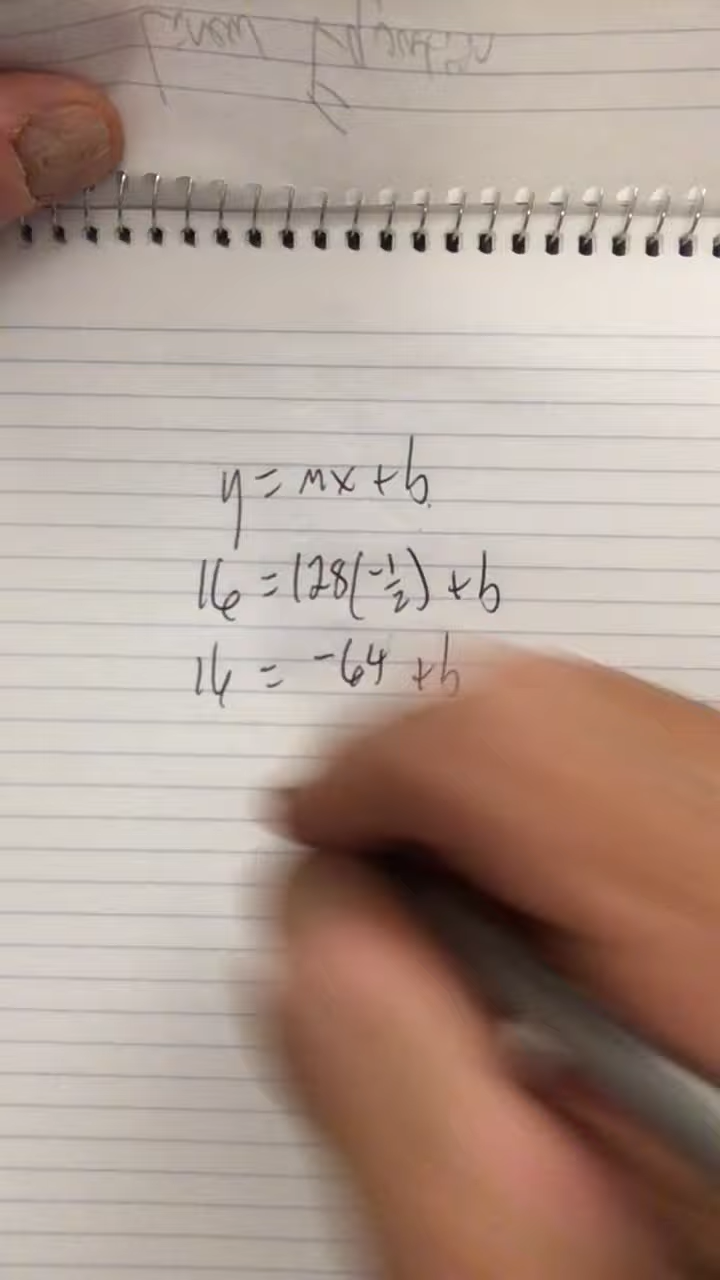 y = mx + b
16 = 128(-1/2) + b
16 = -64 + b